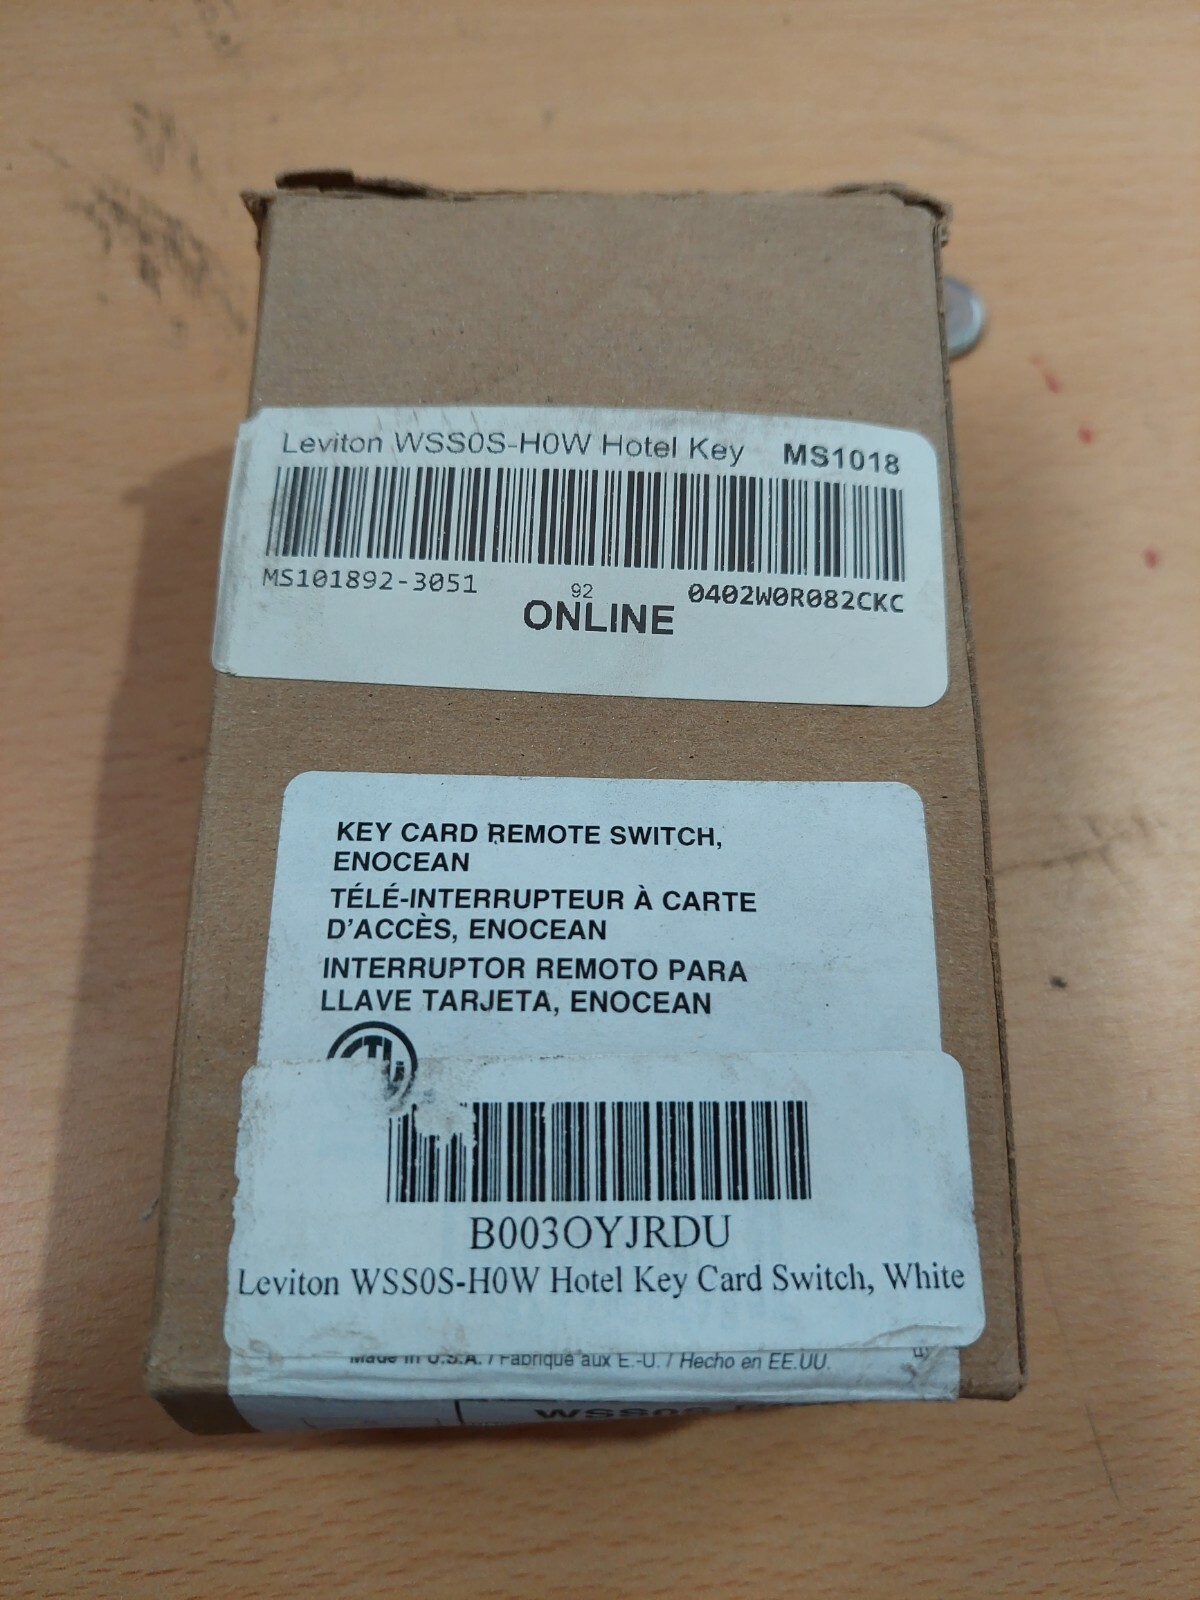 Leviton WSS0S-H0W Hotel Key MS1018
MS101892-3051 92 0402W0R082CKC
ONLINE
KEY CARD REMOTE SWITCH,
ENOCEAN
TÉLÉ-INTERRUPTEUR À CARTE
D'ACCÈS, ENOCEAN
INTERRUPTOR REMOTO PARA
LLAVE TARJETA, ENOCEAN
B003OYJRDU
Leviton WSS0S-H0W Hotel Key Card Switch, White
Made in U.S.A. / Fabriqué aux É.-U. / Hecho en EE.UU.
WSS0S